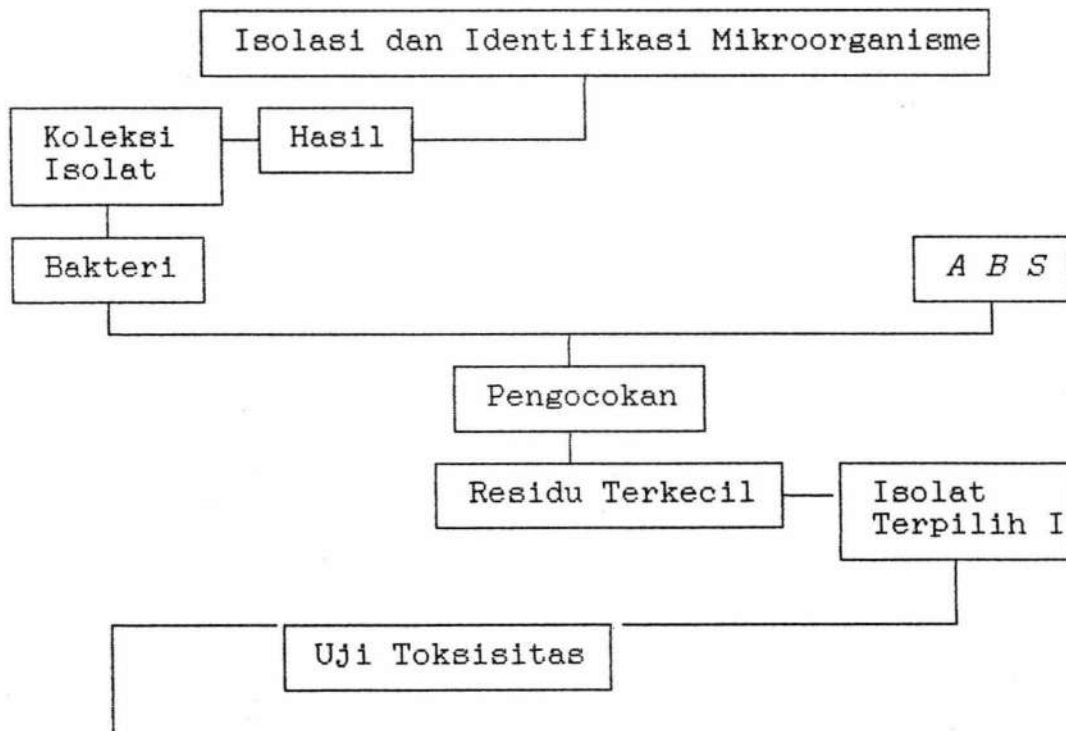 Isolasi dan Identifikasi Mikroorganisme
Koleksi
Isolat
Hasil
Bakteri
A B S
Pengocokan
Residu Terkecil
Isolat
Terpilih I
Uji Toksisitas